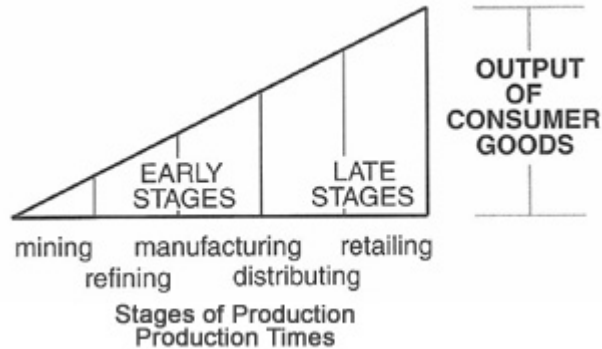 EARLY
STAGES
LATE
STAGES
OUTPUT
OF
CONSUMER
GOODS
mining manufacturing retailing
refining distributing
Stages of Production
Production Times